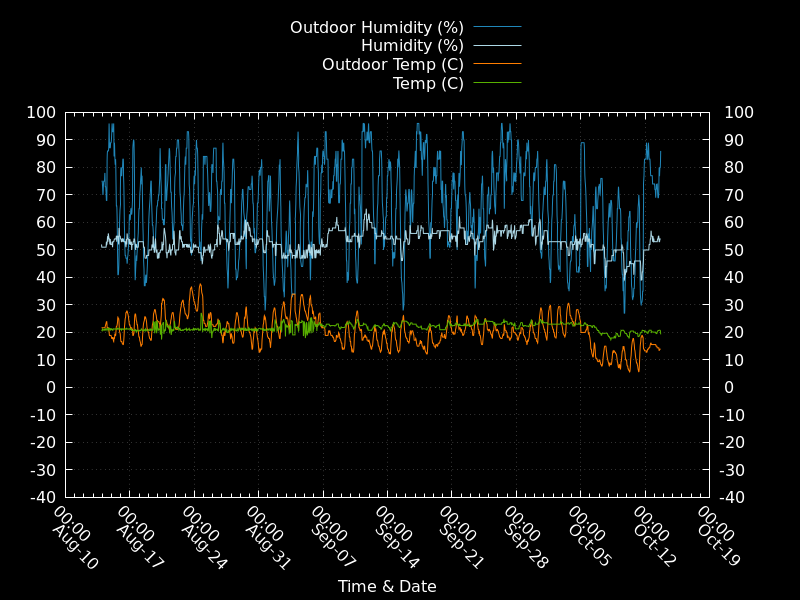 Outdoor Humidity (%)
Humidity (%)
Outdoor Temp (C)
Temp (C)
100 100
90 90
80 80
70 70
60 60
50 50
40 40
30 30
20 20
10 10
0 0
-10 -10
-20 -20
-30 -30
-40 -40
00:00 00:00 00:00 00:00 00:00 00:00 00:00 00:00 00:00 00:00 00:00
Aug-10 Aug-17 Aug-24 Aug-31 Sep-07 Sep-14 Sep-21 Sep-28 Oct-05 Oct-12 Oct-19
Time & Date